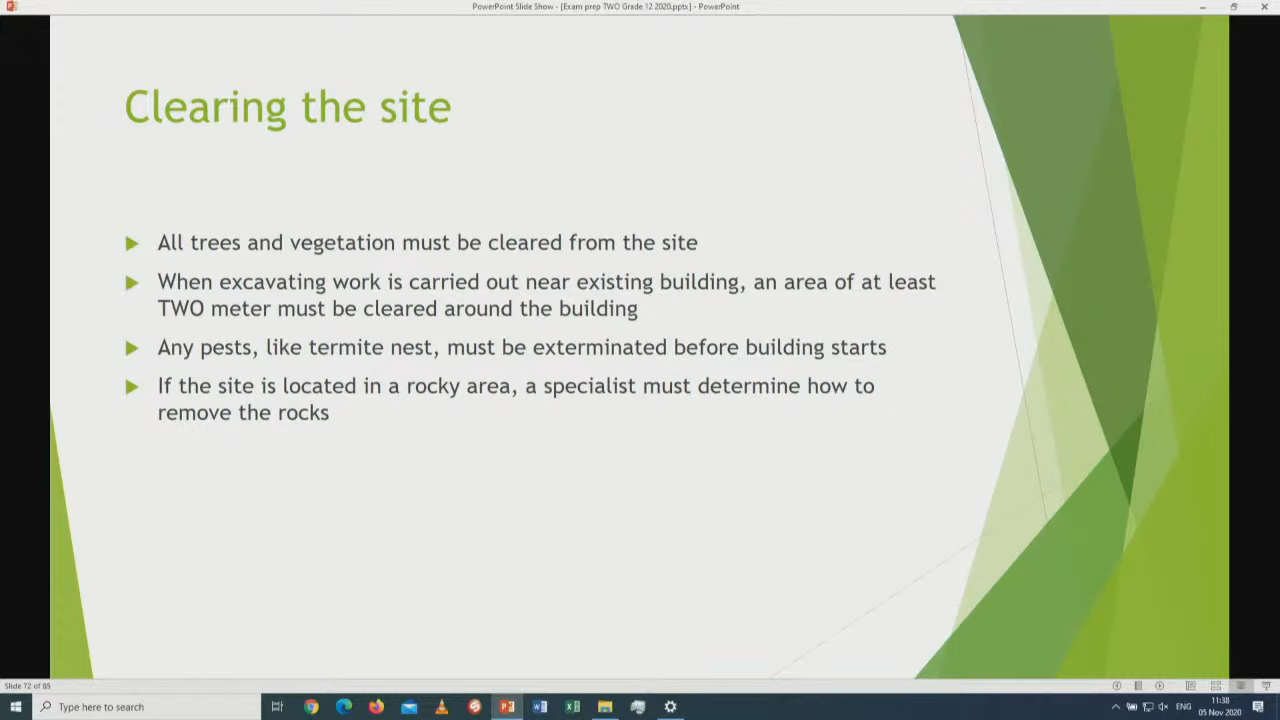 PowerPoint Slide Show - [Exam prep TWO Grade 12 2020.pptx] - PowerPoint
Clearing the site
All trees and vegetation must be cleared from the site
When excavating work is carried out near existing building, an area of at least
TWO meter must be cleared around the building
Any pests, like termite nest, must be exterminated before building starts
If the site is located in a rocky area, a specialist must determine how to
remove the rocks
Slide 72 of 85
Type here to search
ENG
11:38
05 Nov 2020